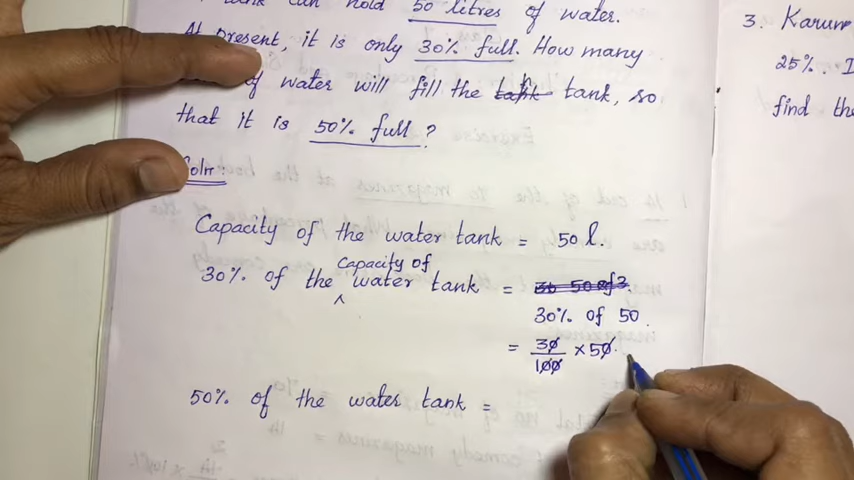 tank can hold 50 litres of water.
At present, it is only 30% full. How many
of water will fill the tank tank, so
that it is 50% full?
Soln:
Capacity of the water tank = 50 l.
Capacity of
30% of the ^ water tank =
30% of 50.
= 30/100 × 50.
50% of the water tank =
3. Karun
25%. I
find the